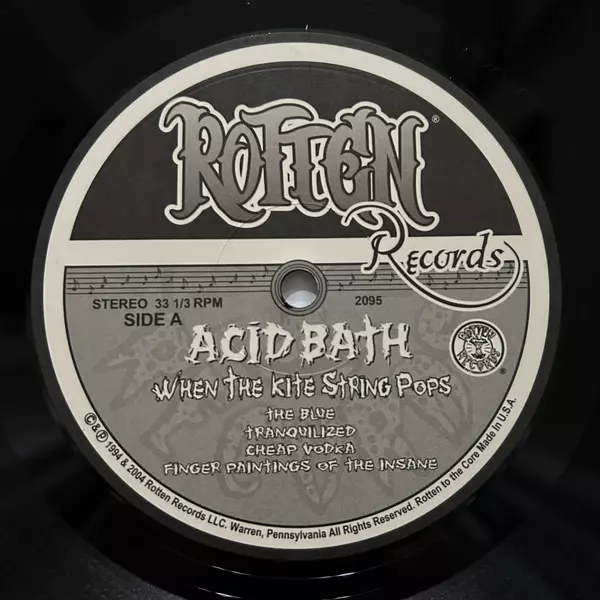 ROTTEN®
Records
STEREO 33 1/3 RPM
2095
SIDE A
ACID BATH
WHEN THE KITE STRING POPS
THE BLUE
TRANQUILIZED
CHEAP VODKA
FINGER PAINTINGS OF THE INSANE
ROTTEN RECORDS ®
©&℗ 1994 & 2004 Rotten Records LLC. Warren, Pennsylvania All Rights Reserved. Rotten to the Core Made In U.S.A.